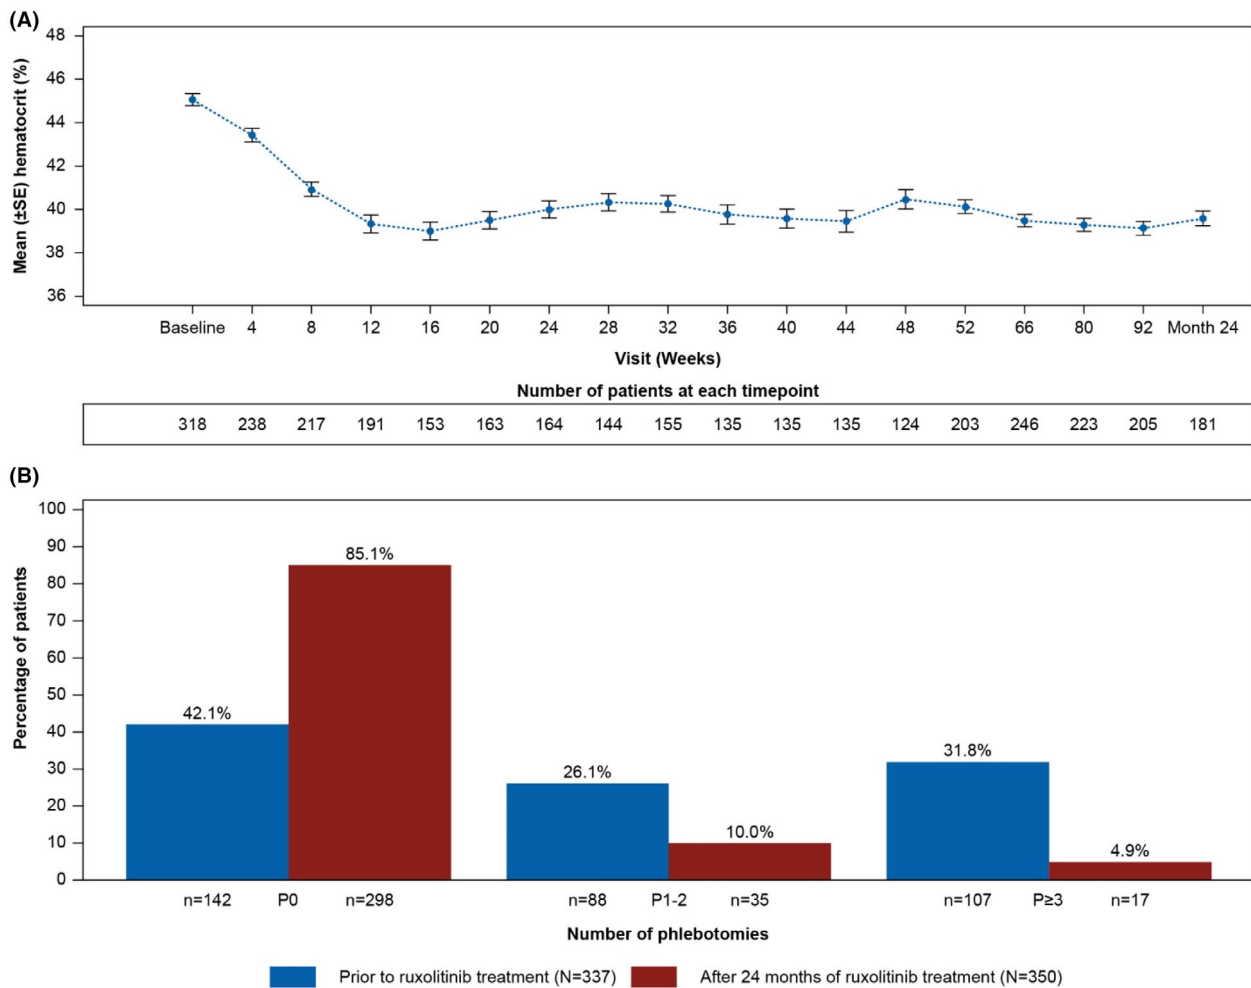 (A)
Mean (±SE) hematocrit (%)
48
46
44
42
40
38
36
Baseline 4 8 12 16 20 24 28 32 36 40 44 48 52 66 80 92 Month 24
Visit (Weeks)
Number of patients at each timepoint
318 238 217 191 153 163 164 144 155 135 135 135 124 203 246 223 205 181
(B)
Percentage of patients
100
90
80
70
60
50
40
30
20
10
0
42.1% 85.1% 26.1% 10.0% 31.8% 4.9%
n=142 P0 n=298 n=88 P1-2 n=35 n=107 P≥3 n=17
Number of phlebotomies
Prior to ruxolitinib treatment (N=337) After 24 months of ruxolitinib treatment (N=350)